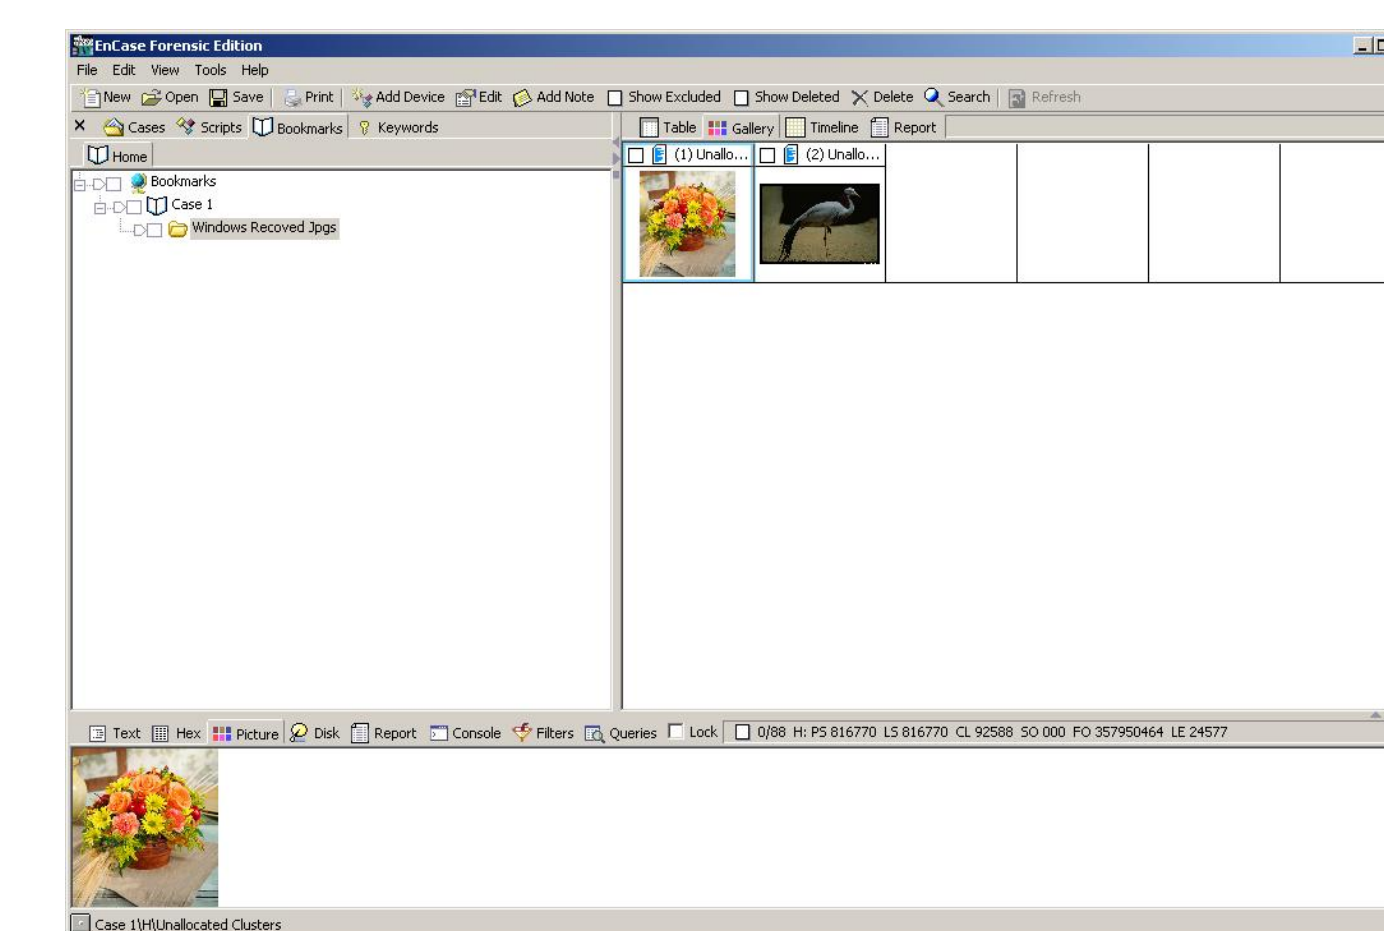 EnCase Forensic Edition
File Edit View Tools Help
New Open Save Print Add Device Edit Add Note Show Excluded Show Deleted Delete Search Refresh
Cases Scripts Bookmarks Keywords
Table Gallery Timeline Report
Home
(1) Unallo... (2) Unallo...
Bookmarks
Case 1
Windows Recoved Jpgs
Text Hex Picture Disk Report Console Filters Queries Lock 0/88 H: PS 816770 LS 816770 CL 92588 SO 000 FO 357950464 LE 24577
Case 1\H\Unallocated Clusters